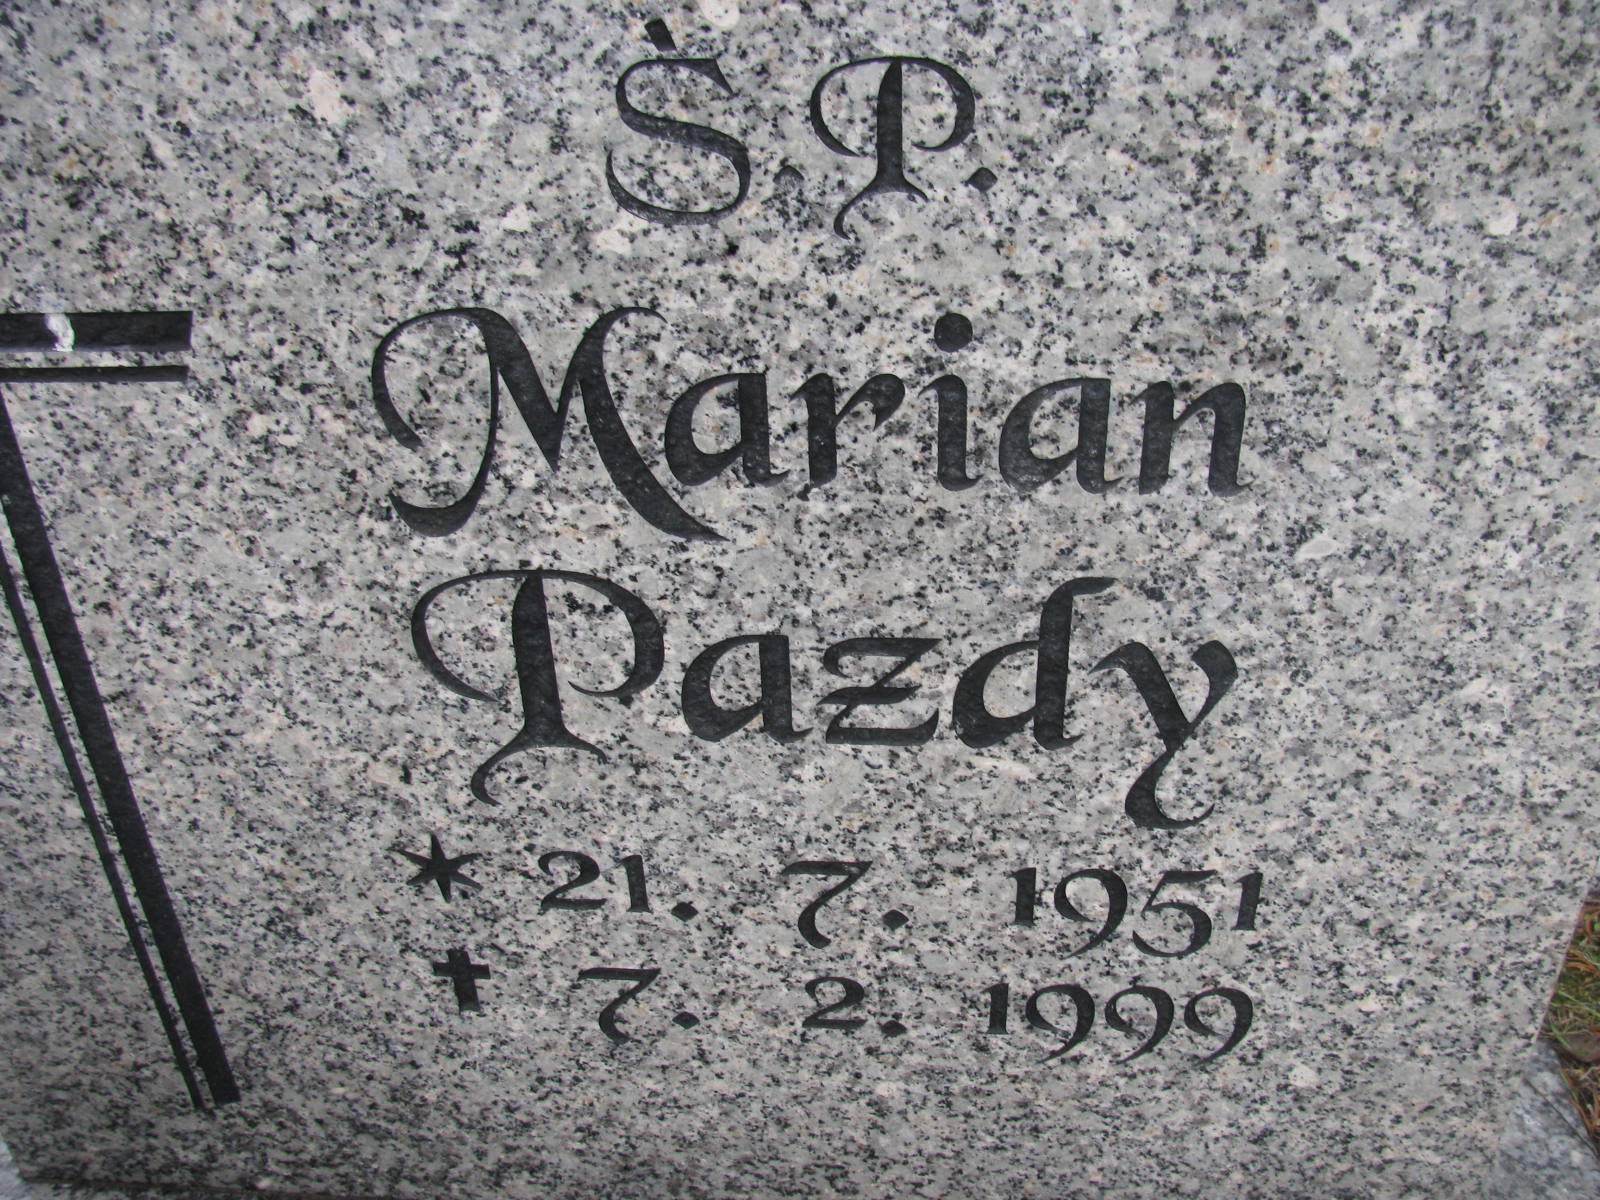 Ś.P.
Marian
Pazdy
* 21. 7. 1951
✝ 7. 2. 1999